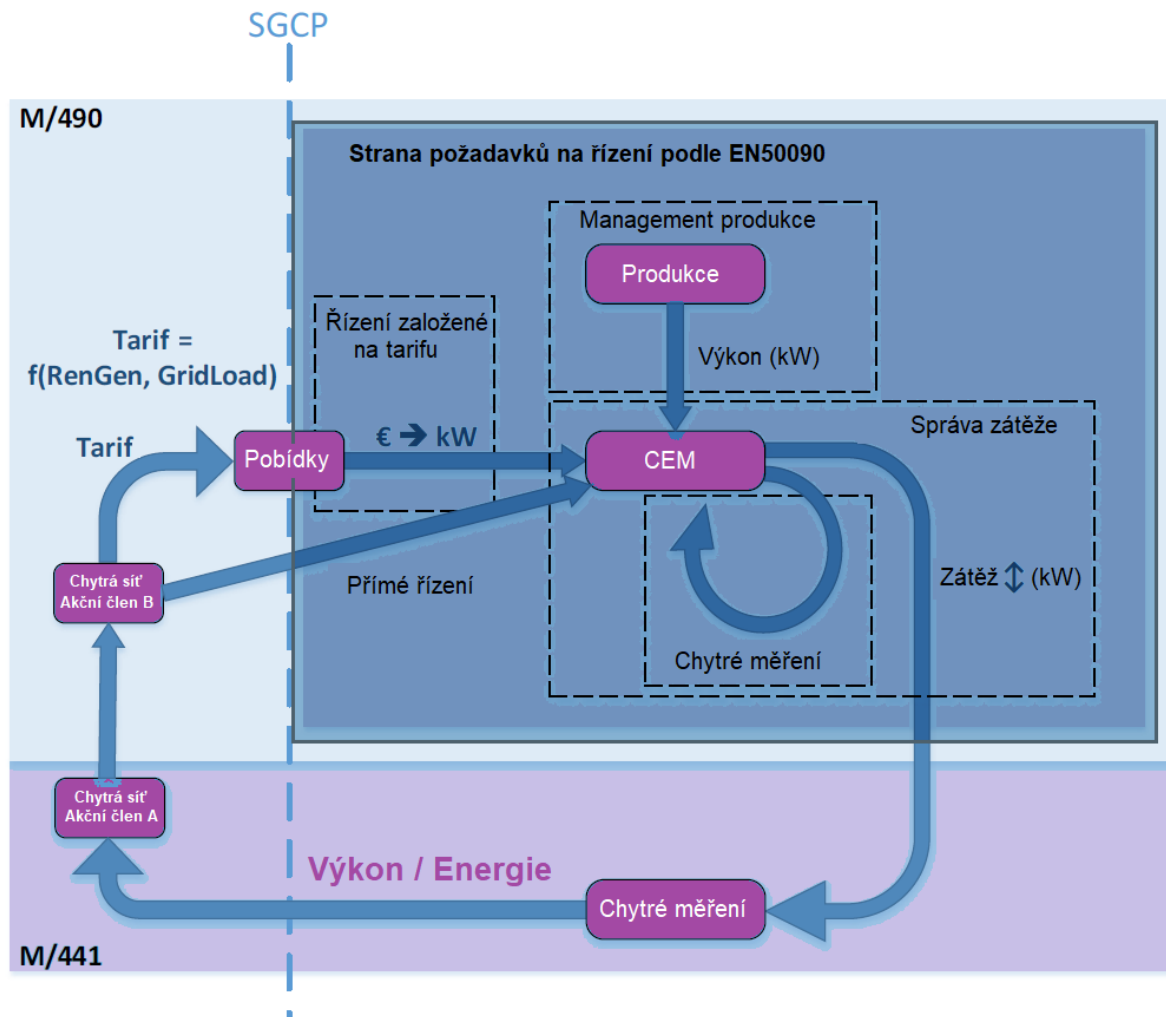 SGCP
M/490
Strana požadavků na řízení podle EN50090
Management produkce
Produkce
Výkon (kW)
Řízení založené
na tarifu
Tarif =
f(RenGen, GridLoad)
Tarif
Pobídky
€ ➔ kW
CEM
Správa zátěže
Přímé řízení
Chytrá síť
Akční člen B
Zátěž ↕ (kW)
Chytré měření
Chytrá síť
Akční člen A
Výkon / Energie
Chytré měření
M/441